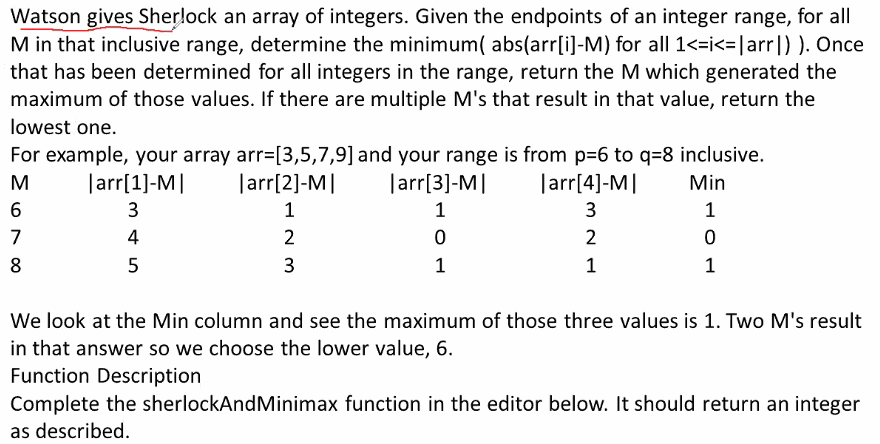 Watson gives Sherlock an array of integers. Given the endpoints of an integer range, for all
M in that inclusive range, determine the minimum( abs(arr[i]-M) for all 1<=i<=|arr|) ). Once
that has been determined for all integers in the range, return the M which generated the
maximum of those values. If there are multiple M's that result in that value, return the
lowest one.
For example, your array arr=[3,5,7,9] and your range is from p=6 to q=8 inclusive.
M |arr[1]-M| |arr[2]-M| |arr[3]-M| |arr[4]-M| Min
6 3 1 1 3 1
7 4 2 0 2 0
8 5 3 1 1 1
We look at the Min column and see the maximum of those three values is 1. Two M's result
in that answer so we choose the lower value, 6.
Function Description
Complete the sherlockAndMinimax function in the editor below. It should return an integer
as described.